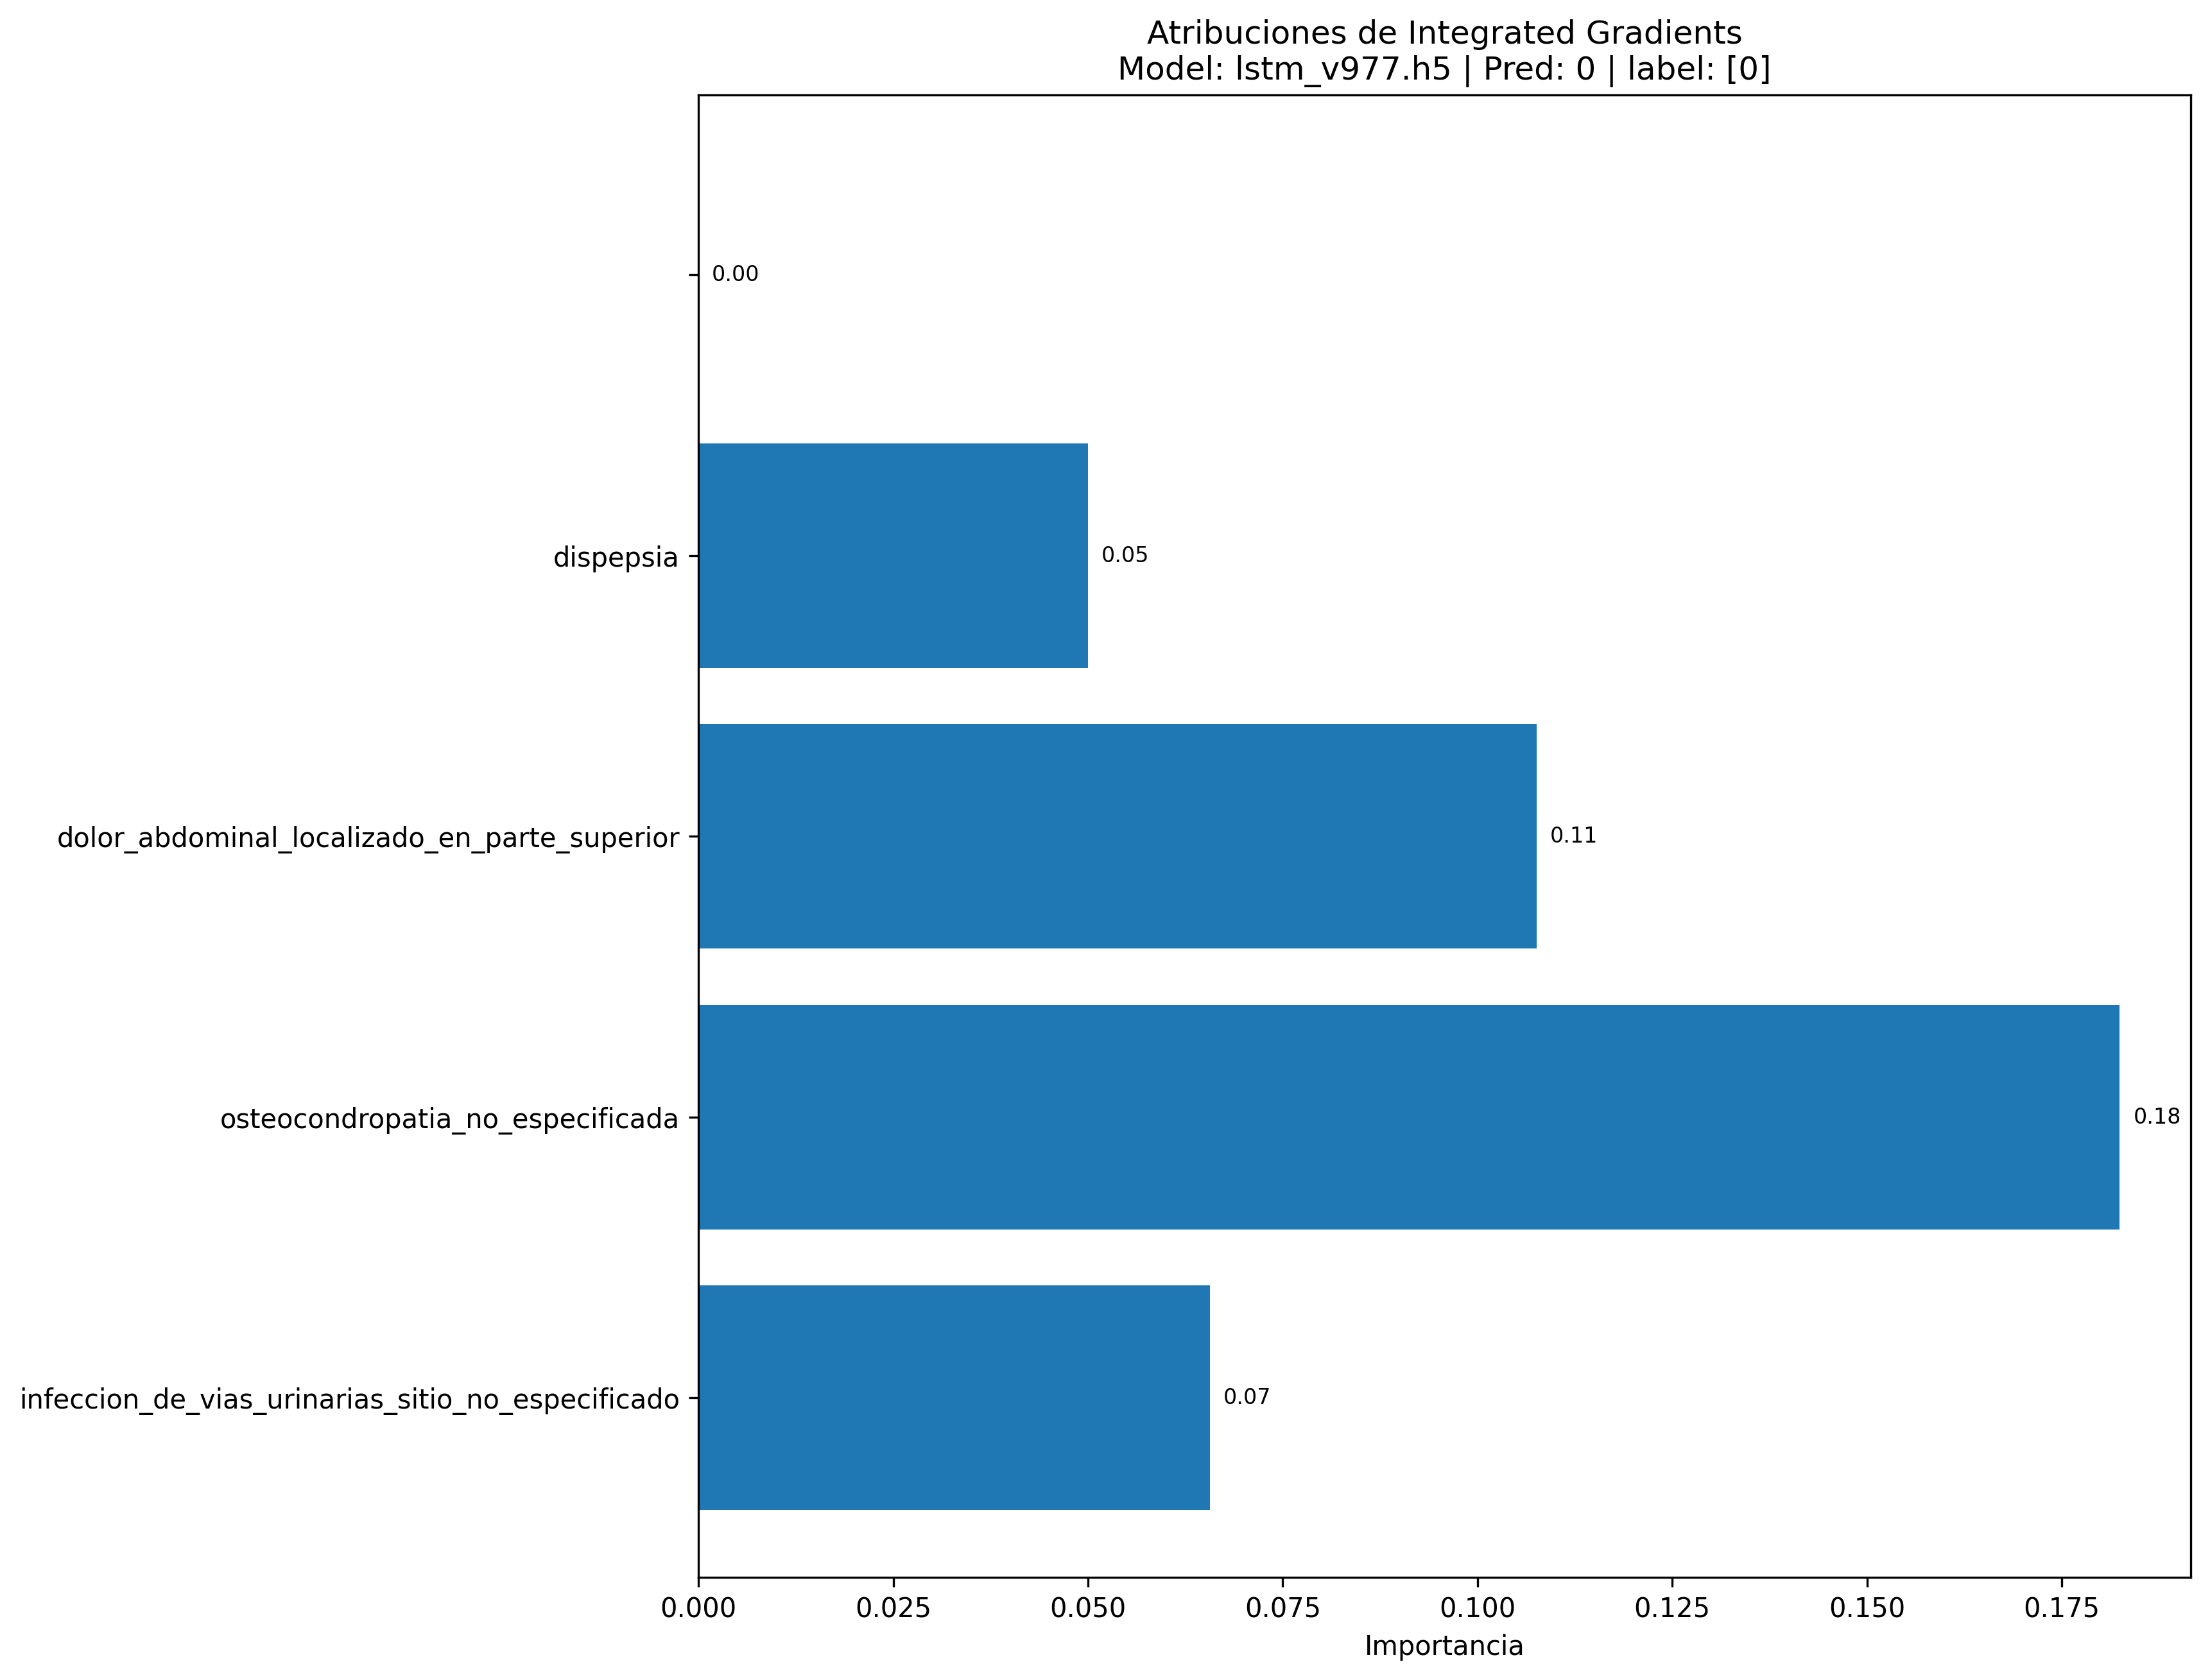 Atribuciones de Integrated Gradients
Model: lstm_v977.h5 | Pred: 0 | label: [0]
0.00
dispepsia
0.05
dolor_abdominal_localizado_en_parte_superior
0.11
osteocondropatia_no_especificada
0.18
infeccion_de_vias_urinarias_sitio_no_especificado
0.07
0.000 0.025 0.050 0.075 0.100 0.125 0.150 0.175
Importancia